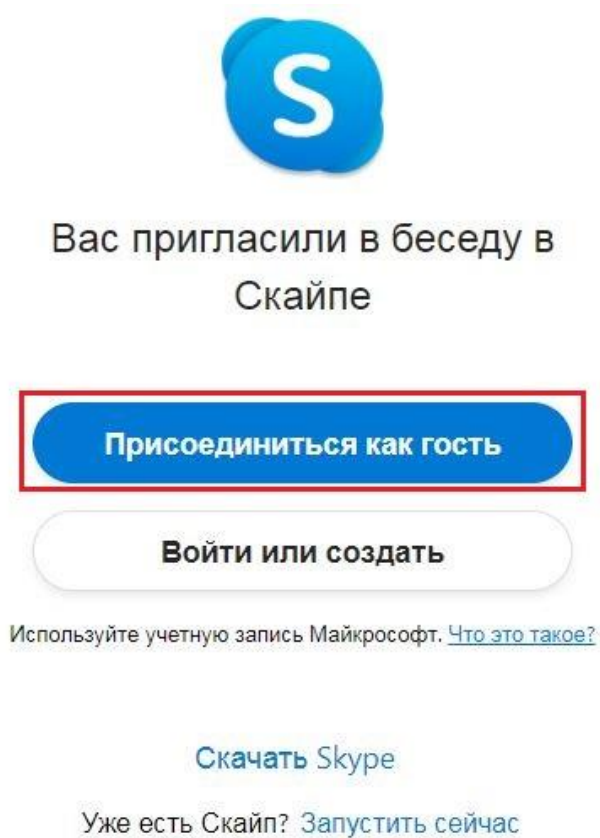 S
Вас пригласили в беседу в
Скайпе
Присоединиться как гость
Войти или создать
Используйте учетную запись Майкрософт. Что это такое?
Скачать Skype
Уже есть Скайп? Запустить сейчас